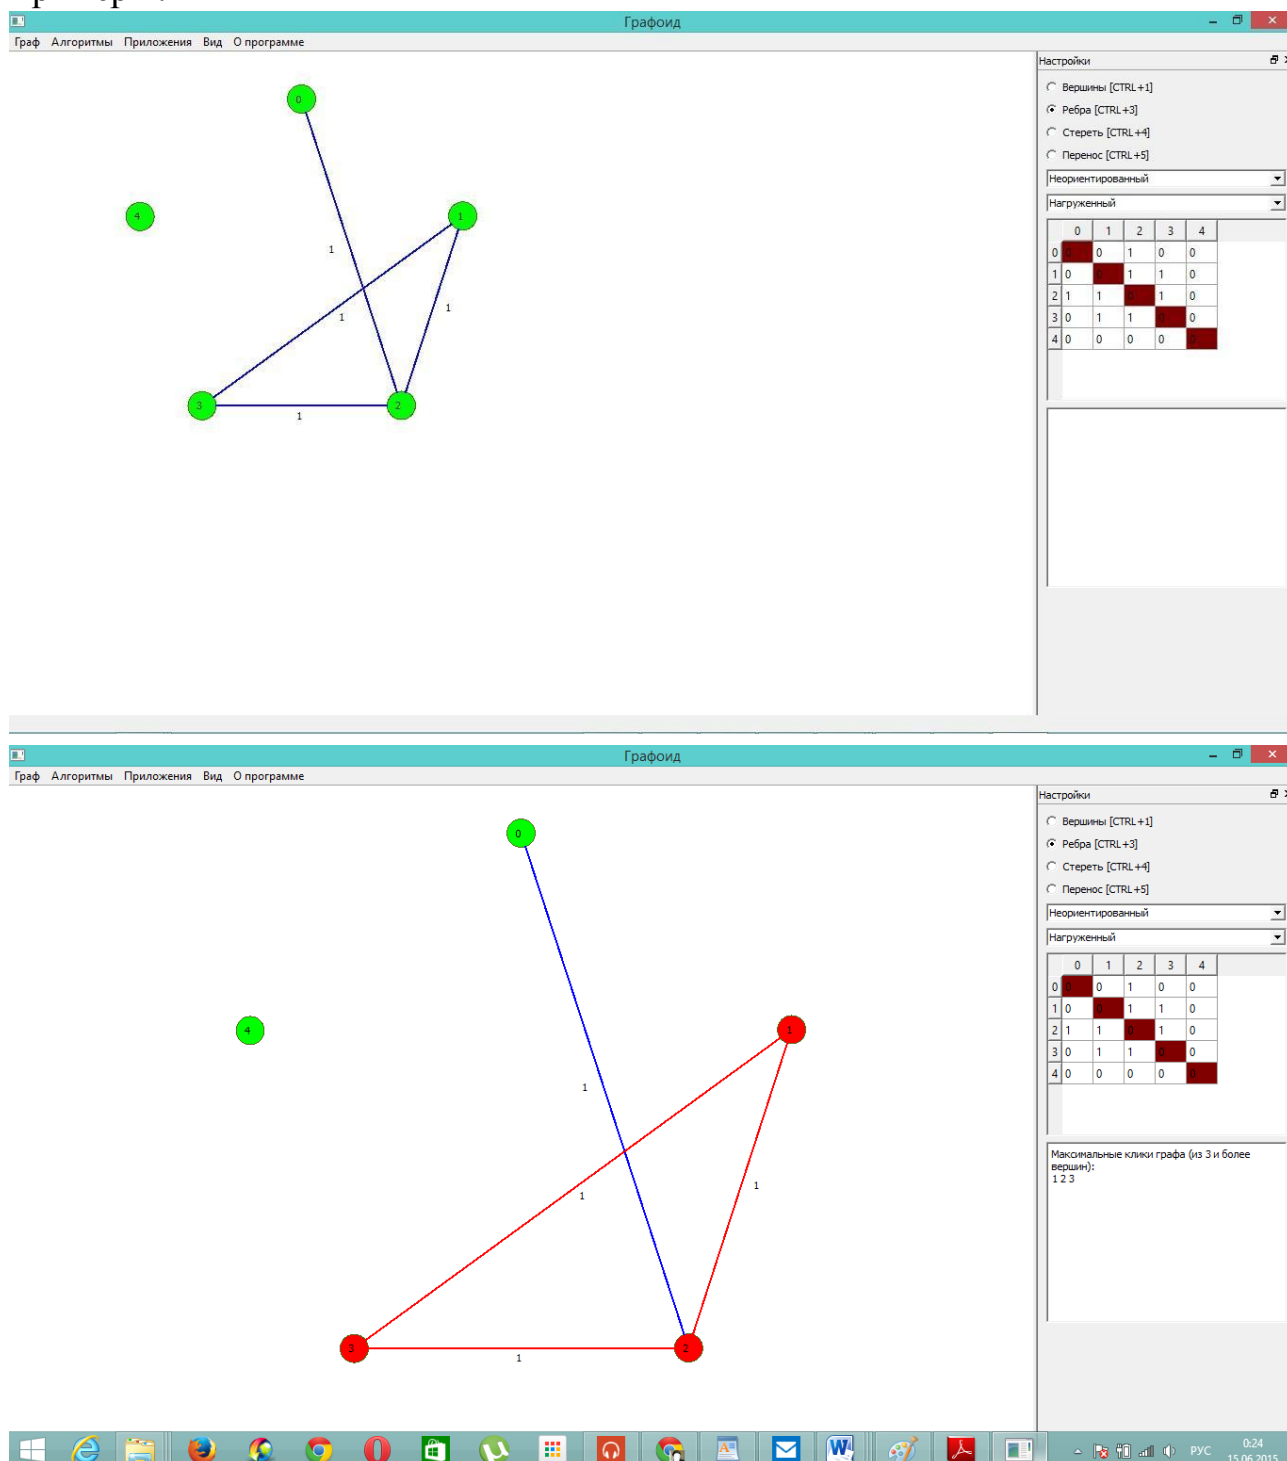 Графоид
Граф Алгоритмы Приложения Вид О программе
Настройки
Вершины [CTRL+1]
Ребра [CTRL+3]
Стереть [CTRL+4]
Перенос [CTRL+5]
Неориентированный
Нагруженный
0 1 2 3 4
0 0 0 1 0 0
1 0 0 1 1 0
2 1 1 0 1 0
3 0 1 1 0 0
4 0 0 0 0 0
0
4
1
1
1
1
3
2
1
Графоид
Граф Алгоритмы Приложения Вид О программе
Настройки
Вершины [CTRL+1]
Ребра [CTRL+3]
Стереть [CTRL+4]
Перенос [CTRL+5]
Неориентированный
Нагруженный
0 1 2 3 4
0 0 0 1 0 0
1 0 0 1 1 0
2 1 1 0 1 0
3 0 1 1 0 0
4 0 0 0 0 0
Максимальные клики графа (из 3 и более
вершин):
1 2 3
0
4
1
1
1
1
3
2
1
РУС
0:24
15.06.2015